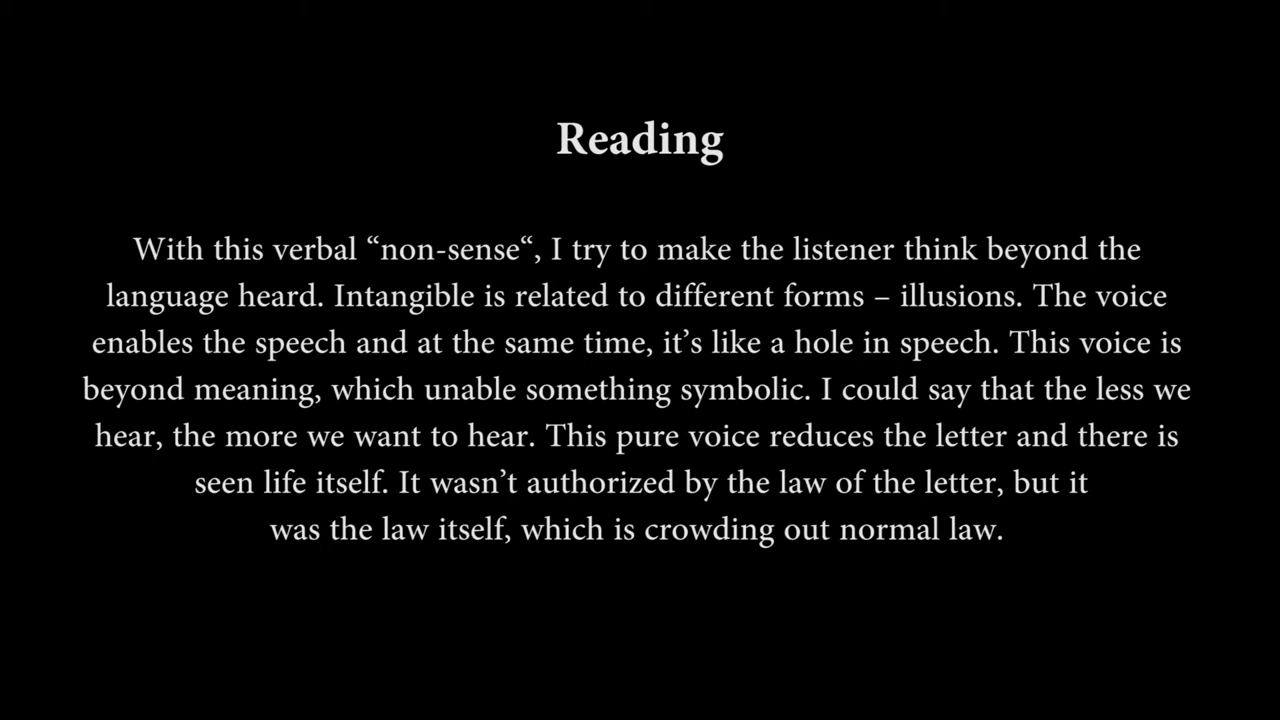 Reading
With this verbal “non-sense“, I try to make the listener think beyond the
language heard. Intangible is related to different forms – illusions. The voice
enables the speech and at the same time, it’s like a hole in speech. This voice is
beyond meaning, which unable something symbolic. I could say that the less we
hear, the more we want to hear. This pure voice reduces the letter and there is
seen life itself. It wasn’t authorized by the law of the letter, but it
was the law itself, which is crowding out normal law.